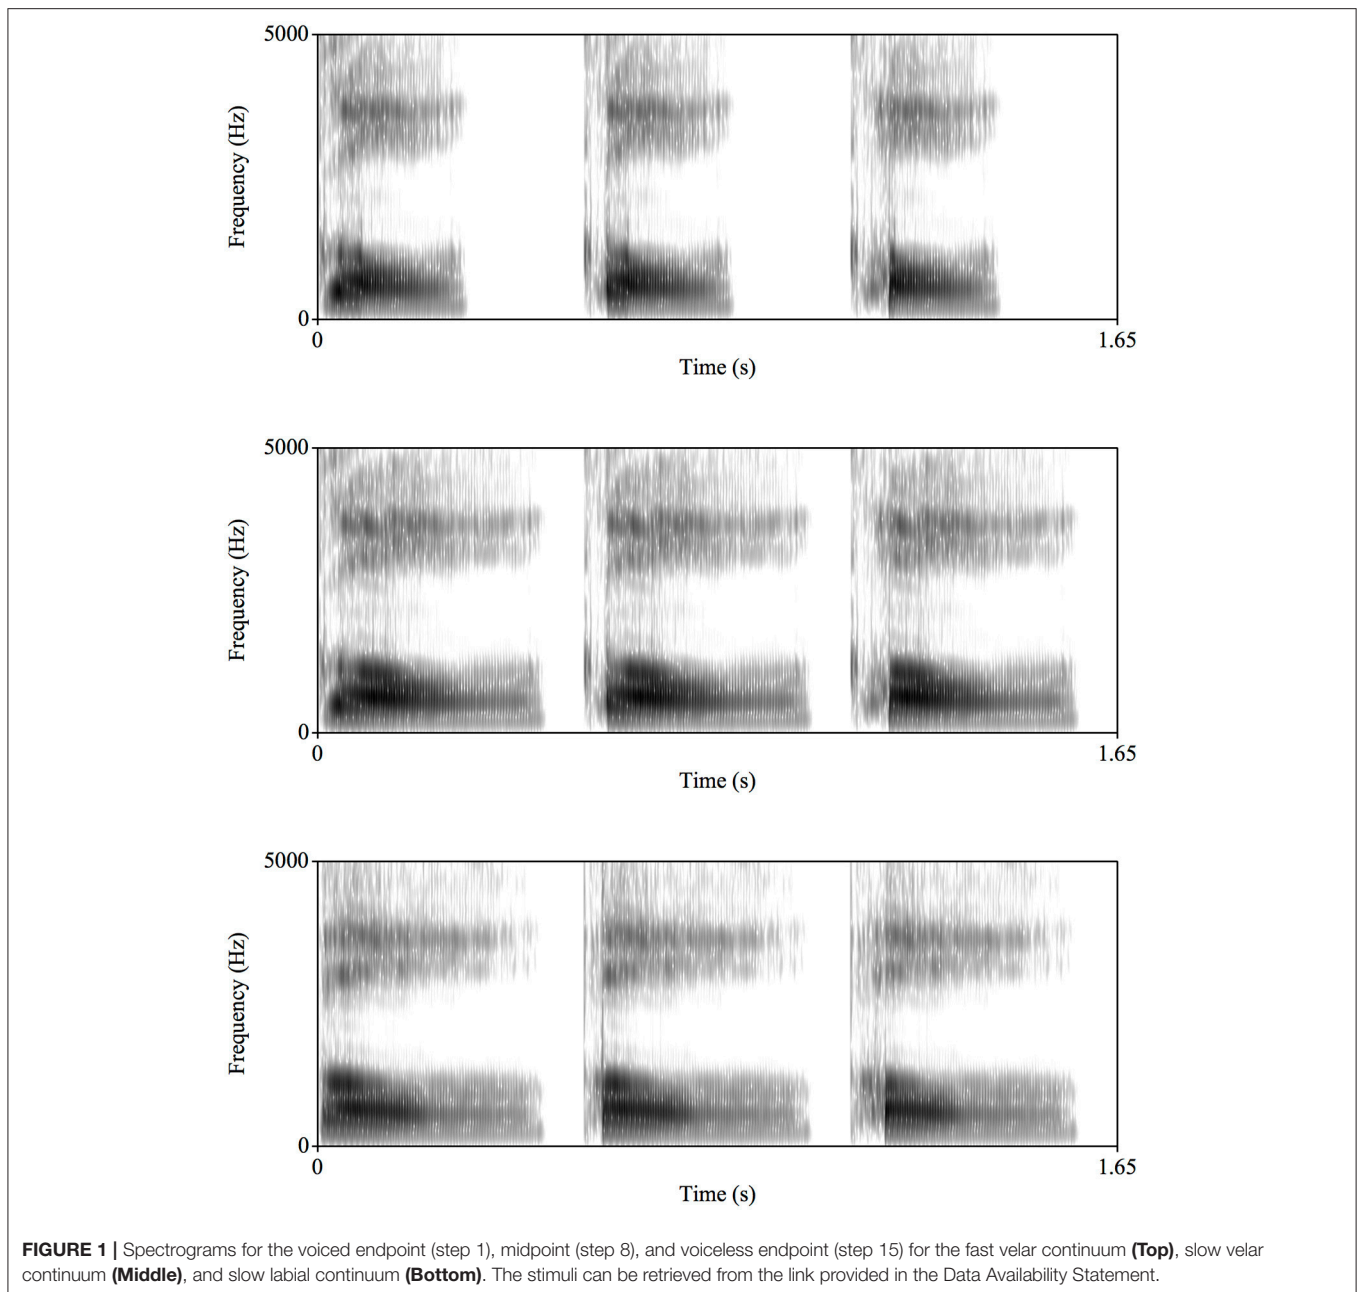 5000
Frequency (Hz)
0
0
1.65
Time (s)
5000
Frequency (Hz)
0
0
1.65
Time (s)
5000
Frequency (Hz)
0
0
1.65
Time (s)
FIGURE 1 | Spectrograms for the voiced endpoint (step 1), midpoint (step 8), and voiceless endpoint (step 15) for the fast velar continuum (Top), slow velar
continuum (Middle), and slow labial continuum (Bottom). The stimuli can be retrieved from the link provided in the Data Availability Statement.